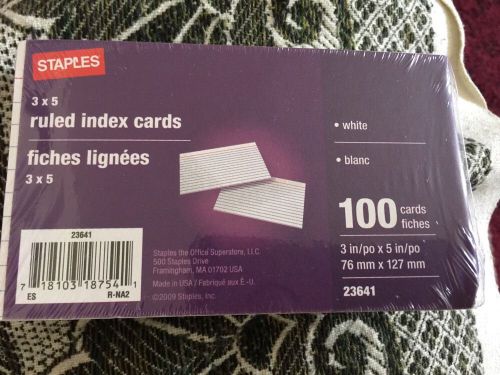 STAPLES
3 x 5
ruled index cards
fiches lignées
3 x 5
• white
• blanc
100 cards
fiches
3 in/po x 5 in/po
76 mm x 127 mm
23641
23641
7 18103 18754 1
ES R-NA2
Staples the Office Superstore, LLC.
500 Staples Drive
Framingham, MA 01702 USA
Made in USA / Fabriqué aux É.-U.
©2009 Staples, Inc.